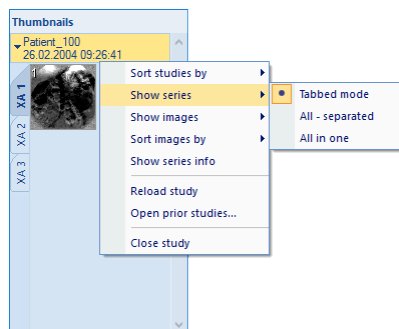 Thumbnails
Patient_100
26.02.2004 09:26:41
1
XA 1
XA 2
XA 3
Sort studies by
Show series
Show images
Sort images by
Show series info
Reload study
Open prior studies...
Close study
Tabbed mode
All - separated
All in one